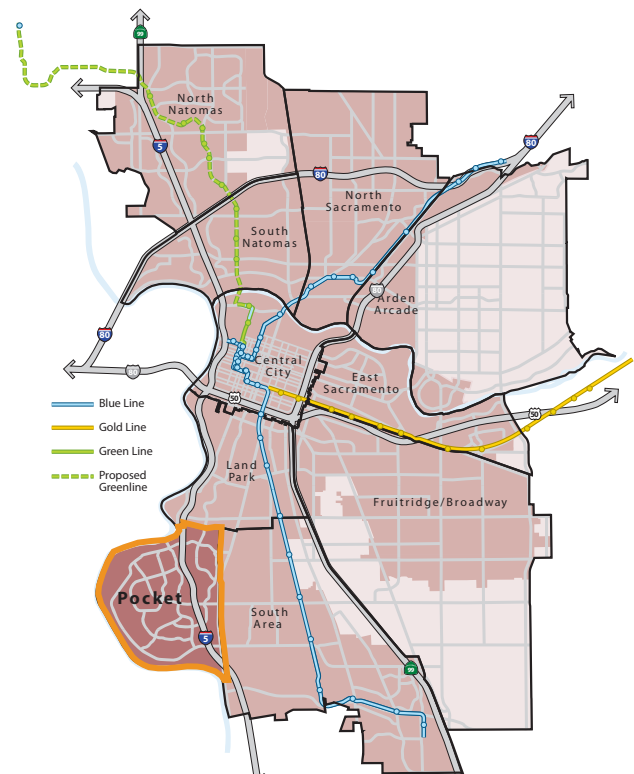 99
North
Natomas
5
80
80
North
Sacramento
South
Natomas
Arden
Arcade
80
Central
City
80
East
Sacramento
50
50
Blue Line
Gold Line
Green Line
Proposed
Greenline
Land
Park
Fruitridge/Broadway
Pocket
South
Area
5
99